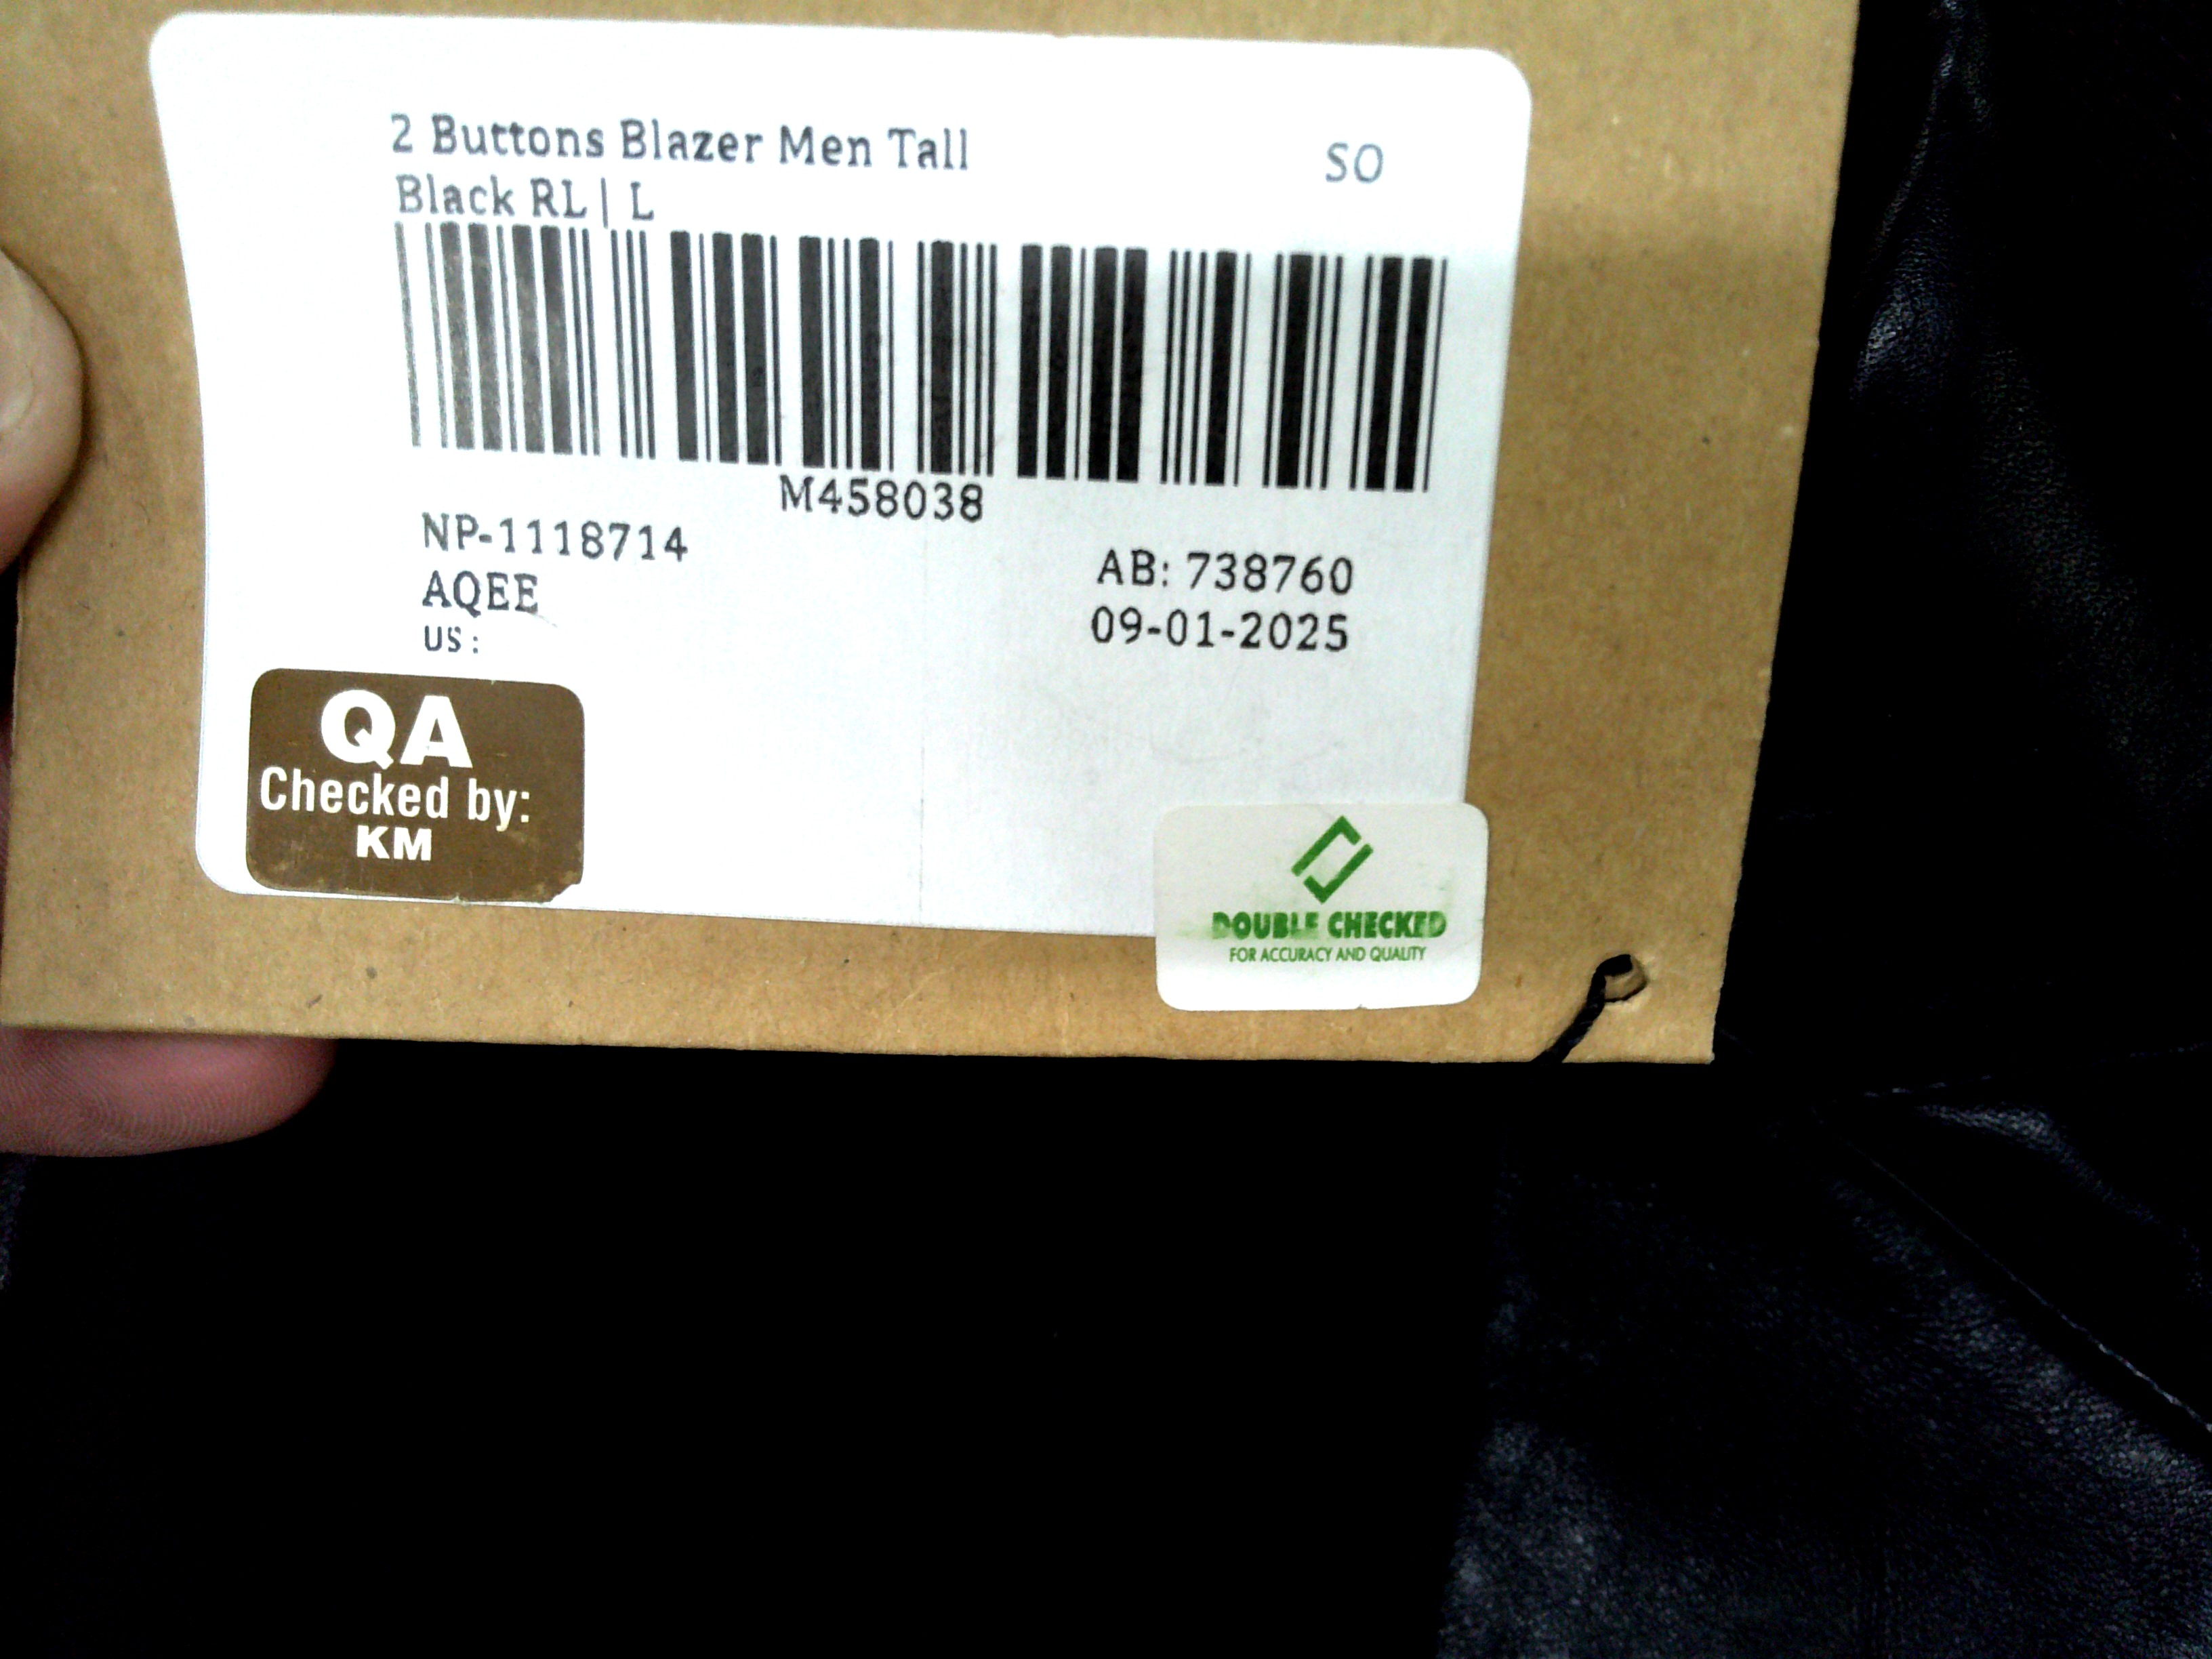 2 Buttons Blazer Men Tall
SO
Black RL | L
M458038
NP-1118714
AB: 738760
AQEE
09-01-2025
US :
QA
Checked by:
KM
DOUBLE CHECKED
FOR ACCURACY AND QUALITY